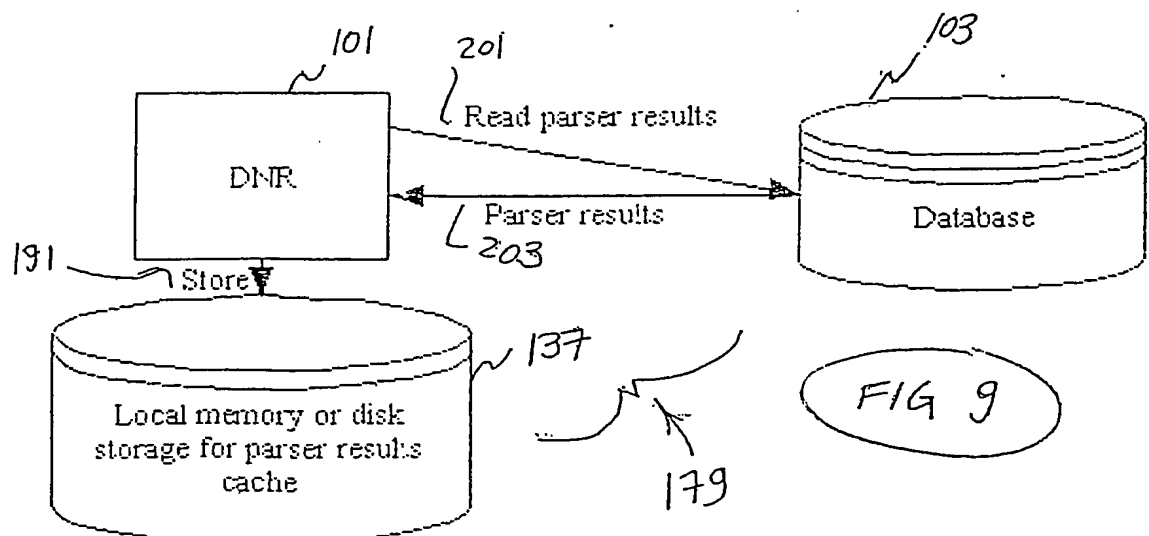 101
201
103
Read parser results
DNR
Parser results
203
Database
191
Store
137
Local memory or disk
storage for parser results
cache
179
FIG 9